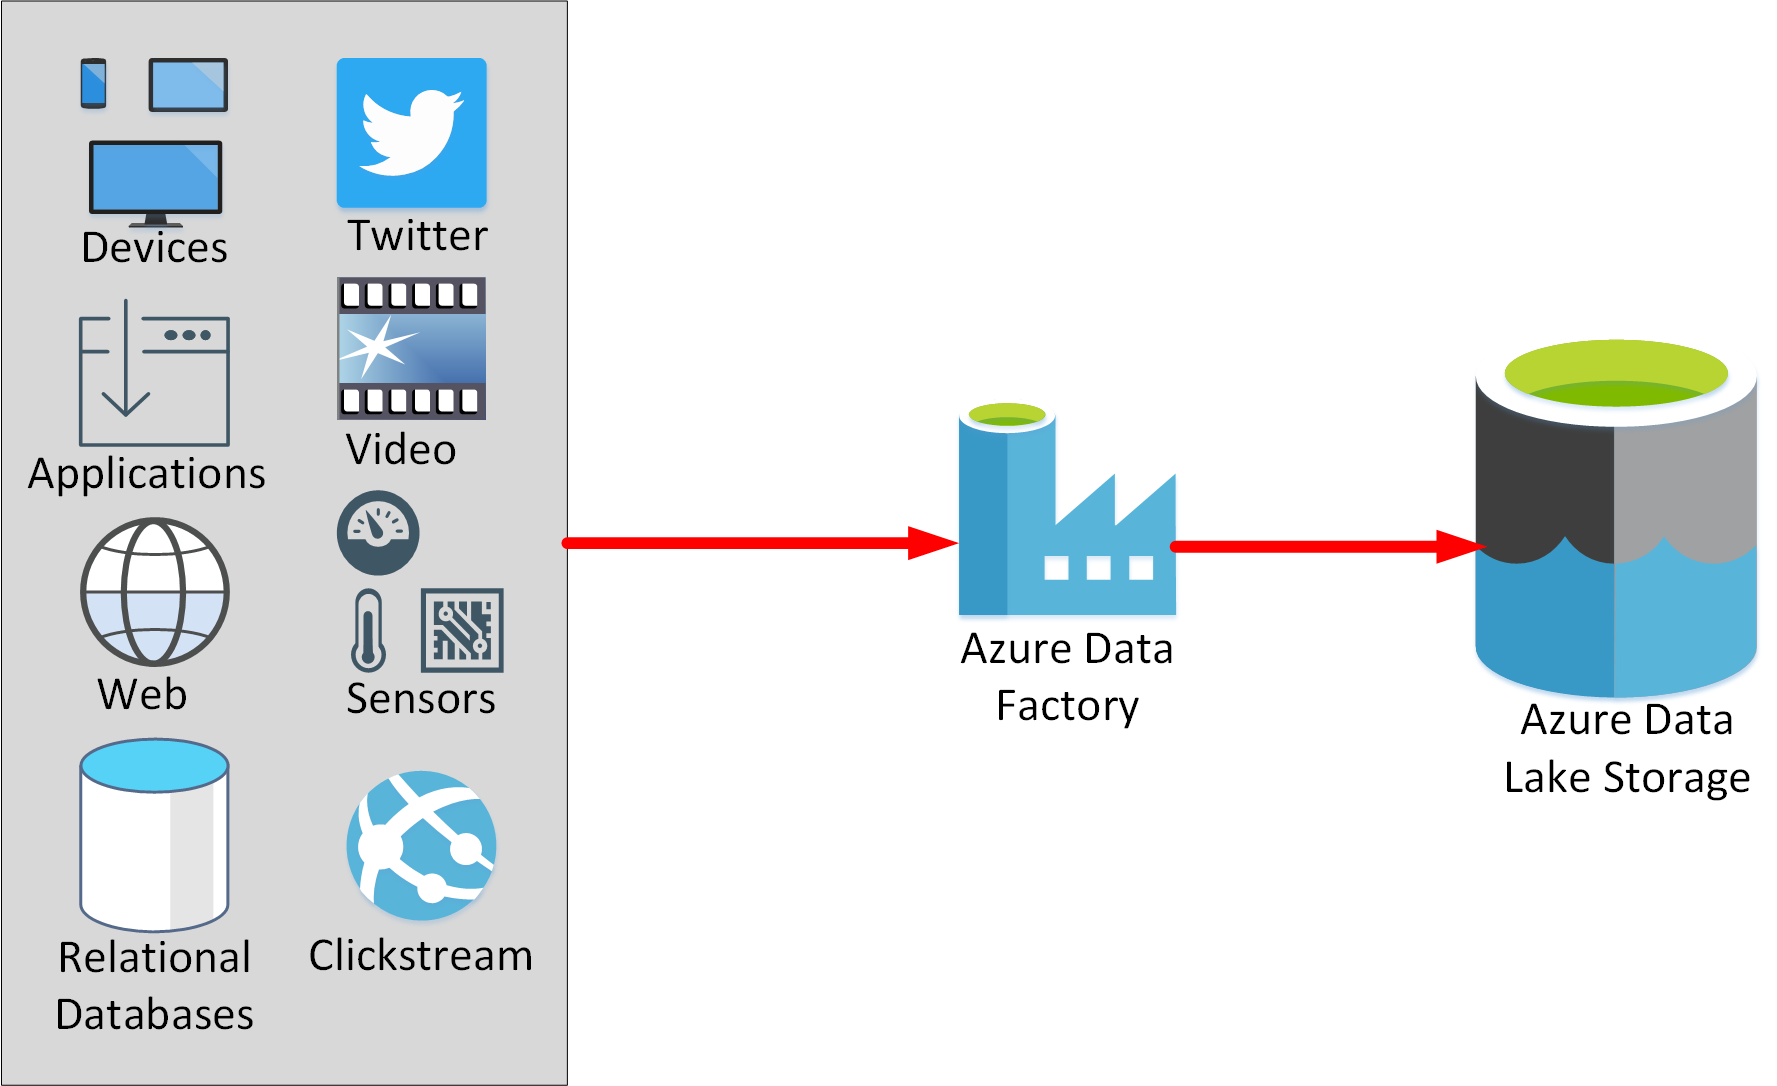 Devices
Twitter
Applications
Video
Web
Sensors
Relational
Databases
Clickstream
Azure Data
Factory
Azure Data
Lake Storage